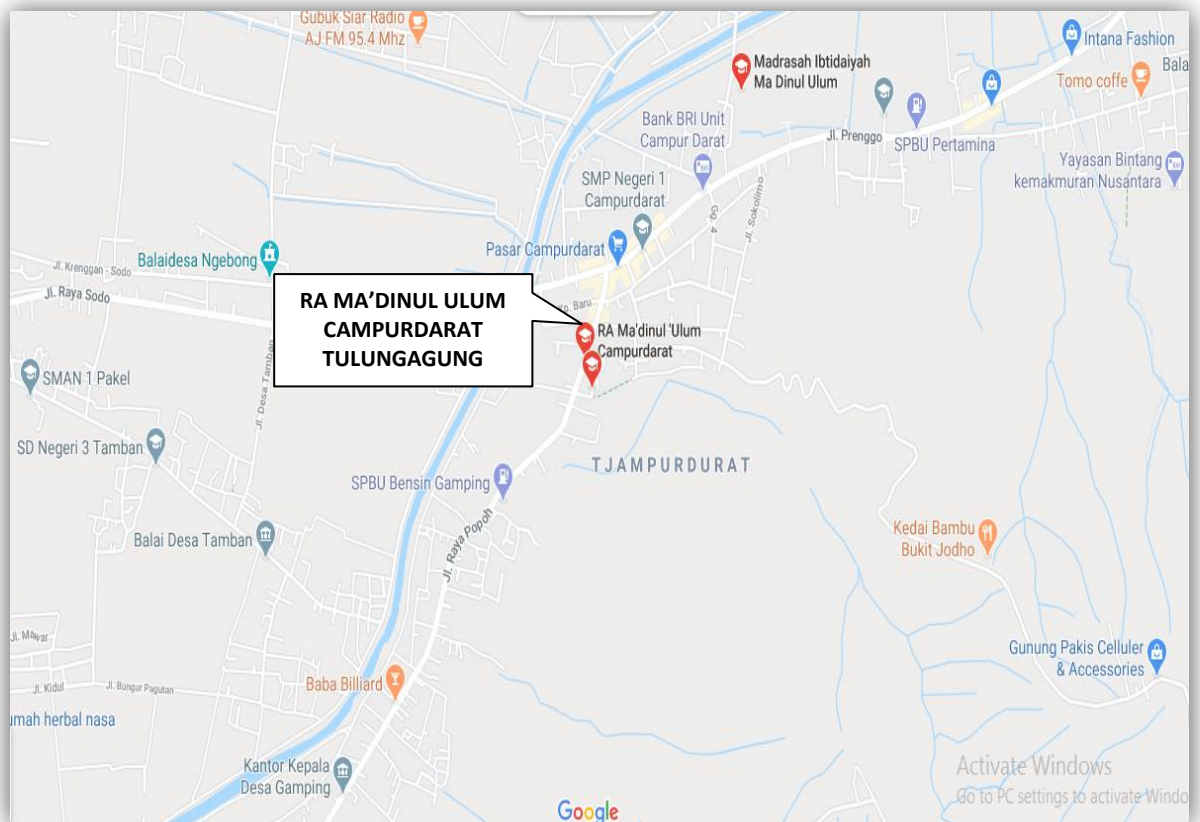 Gubuk Siar Radio
AJ FM 95.4 Mhz
Intana Fashion
Madrasah Ibtidaiyah
Ma Dinul Ulum
Bala
Tomo coffe
Bank BRI Unit
Campur Darat
Jl. Prenggo
SPBU Pertamina
Yayasan Bintang
kemakmuran Nusantara
SMP Negeri 1
Campurdarat
Gg. 4
Jl. Sokolimo
Pasar Campurdarat
Balaidesa Ngebong
Jl. Krenggan - Sodo
Jl. Raya Sodo
RA MA’DINUL ULUM
CAMPURDARAT
TULUNGAGUNG
Baru
RA Ma'dinul 'Ulum
Campurdarat
SMAN 1 Pakel
Jl. Desa Tamban
SD Negeri 3 Tamban
TJAMPURDURAT
SPBU Bensin Gamping
Balai Desa Tamban
Jl. Raya Popoh
Kedai Bambu
Bukit Jodho
Jl. Mawar
Gunung Pakis Celluler
& Accessories
Jl. Kidul
Jl. Bungur Pagutan
Baba Billiard
umah herbal nasa
Kantor Kepala
Desa Gamping
Activate Windows
Go to PC settings to activate Windo
Google